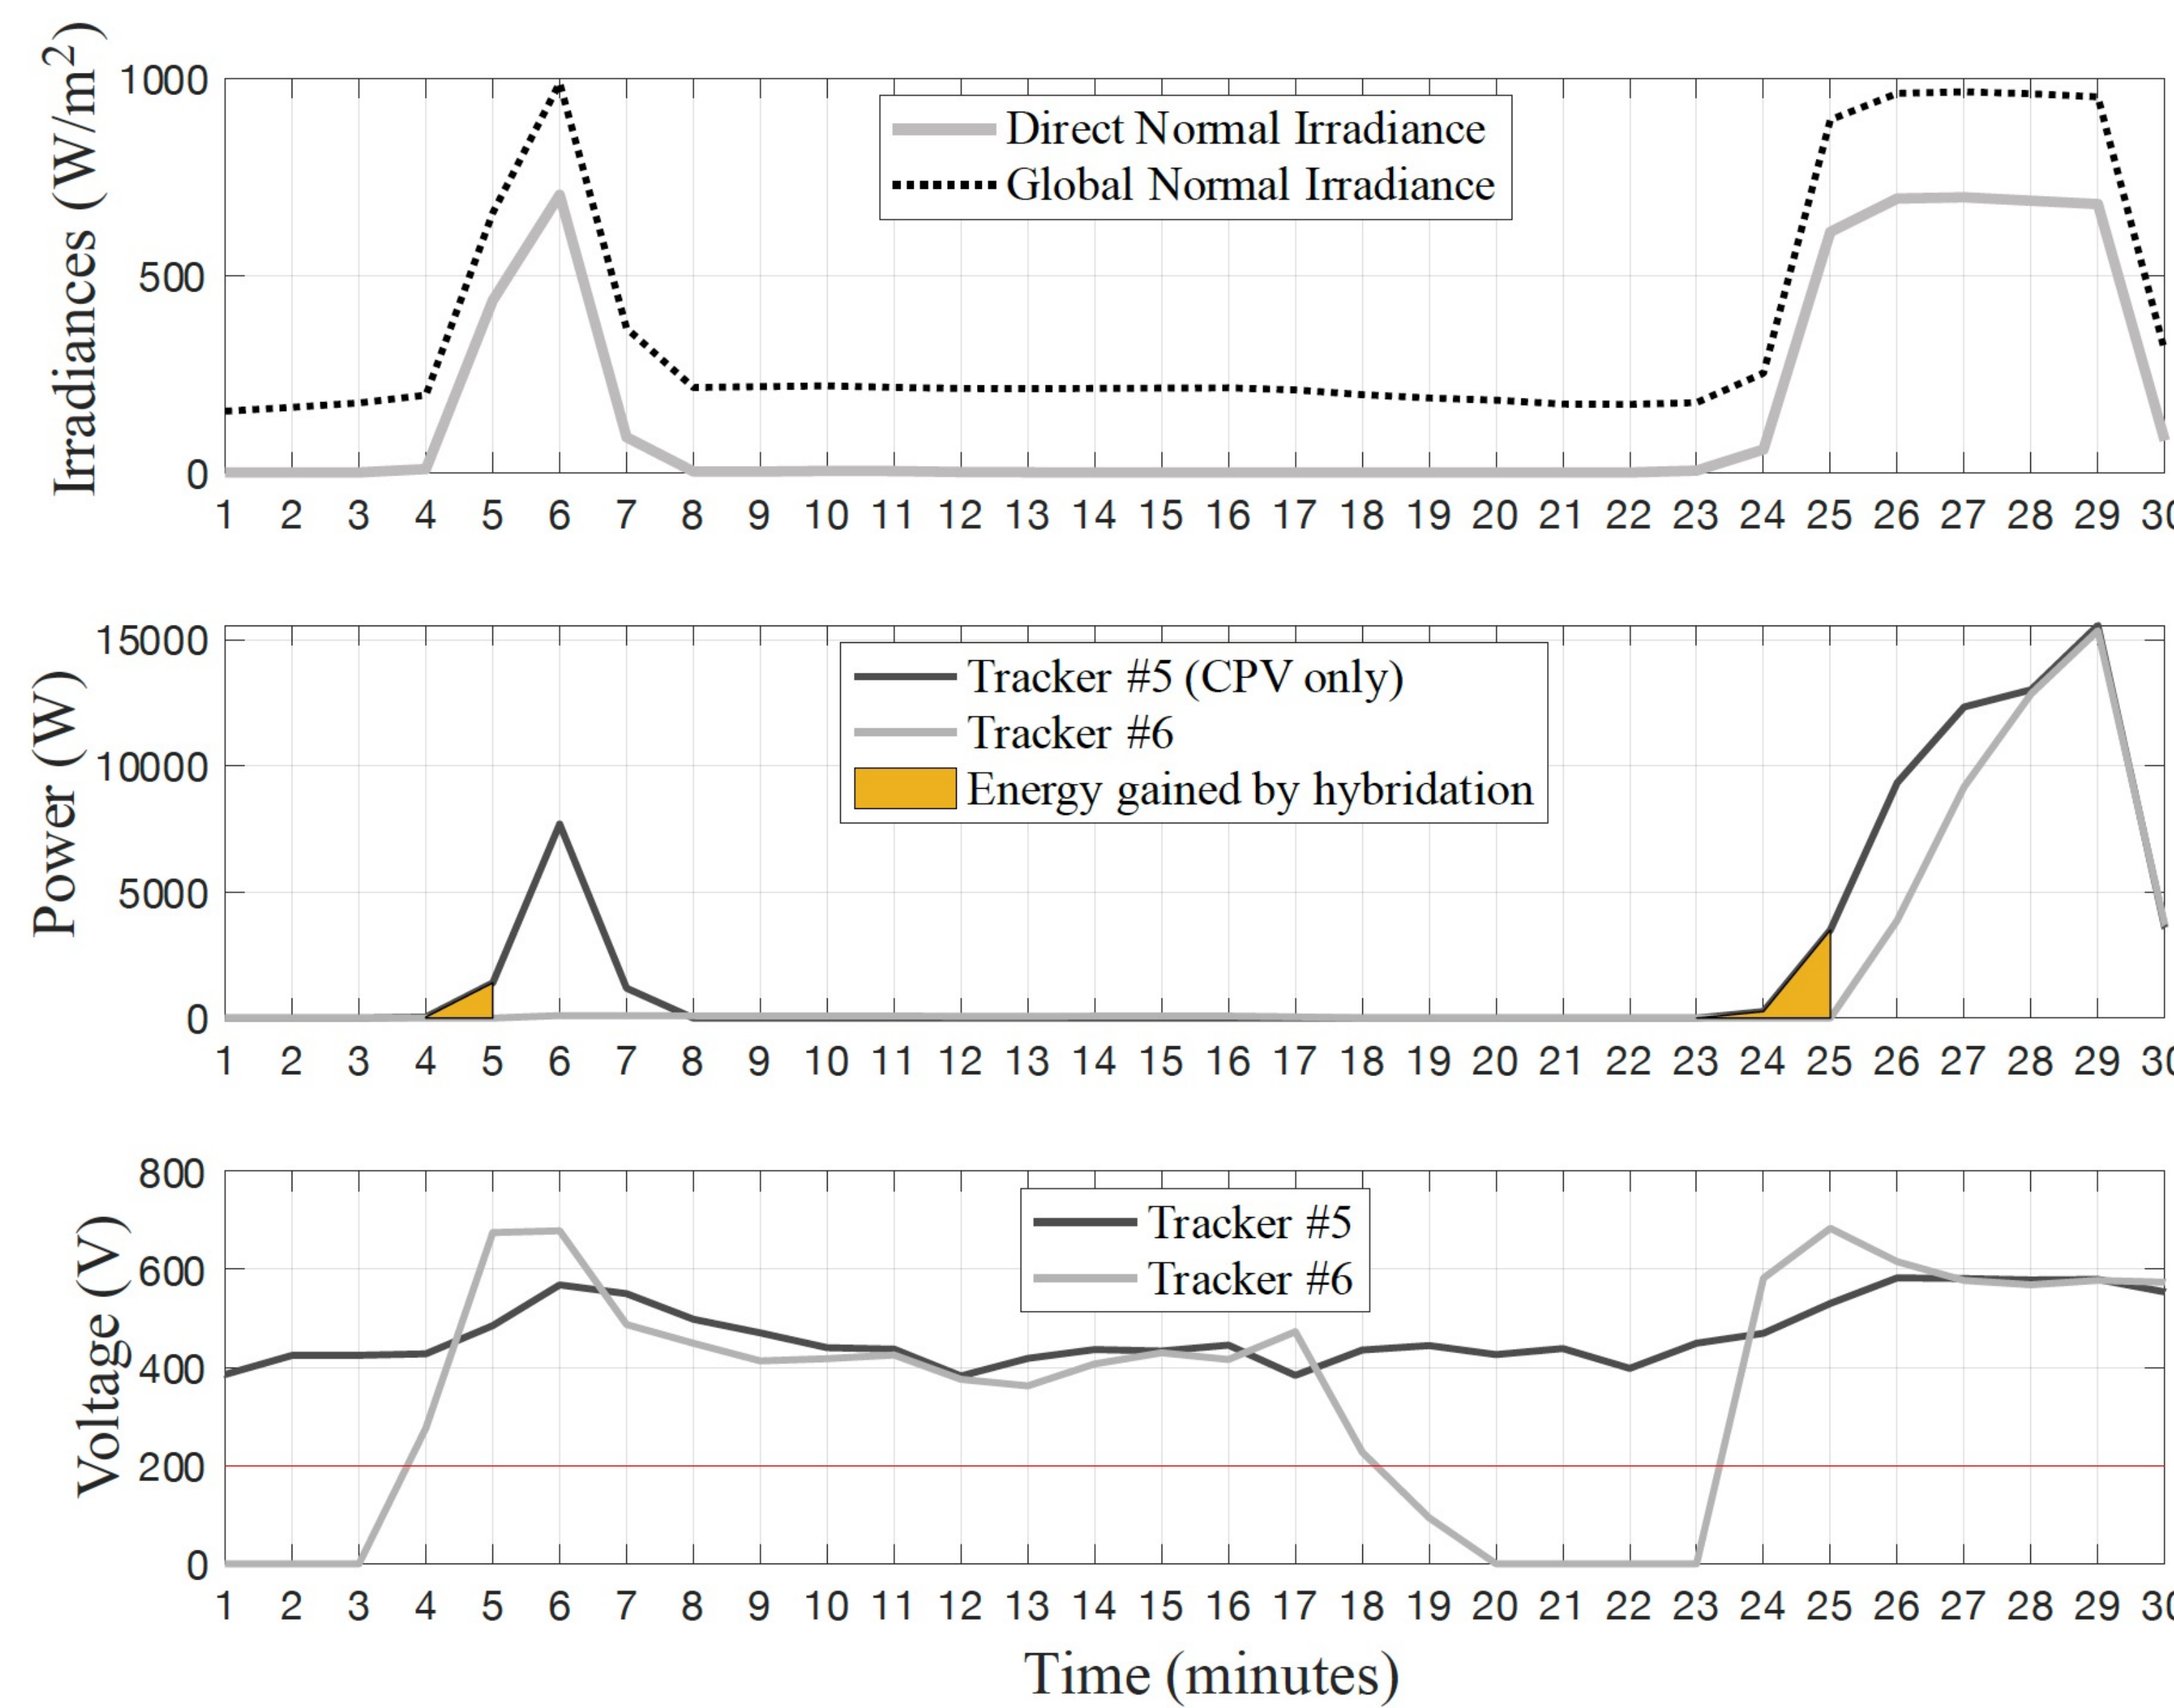 Irradiances (W/m²)
1000
500
0
Direct Normal Irradiance
Global Normal Irradiance
1 2 3 4 5 6 7 8 9 10 11 12 13 14 15 16 17 18 19 20 21 22 23 24 25 26 27 28 29 30
Power (W)
15000
10000
5000
0
Tracker #5 (CPV only)
Tracker #6
Energy gained by hybridation
1 2 3 4 5 6 7 8 9 10 11 12 13 14 15 16 17 18 19 20 21 22 23 24 25 26 27 28 29 30
Voltage (V)
800
600
400
200
0
Tracker #5
Tracker #6
1 2 3 4 5 6 7 8 9 10 11 12 13 14 15 16 17 18 19 20 21 22 23 24 25 26 27 28 29 30
Time (minutes)